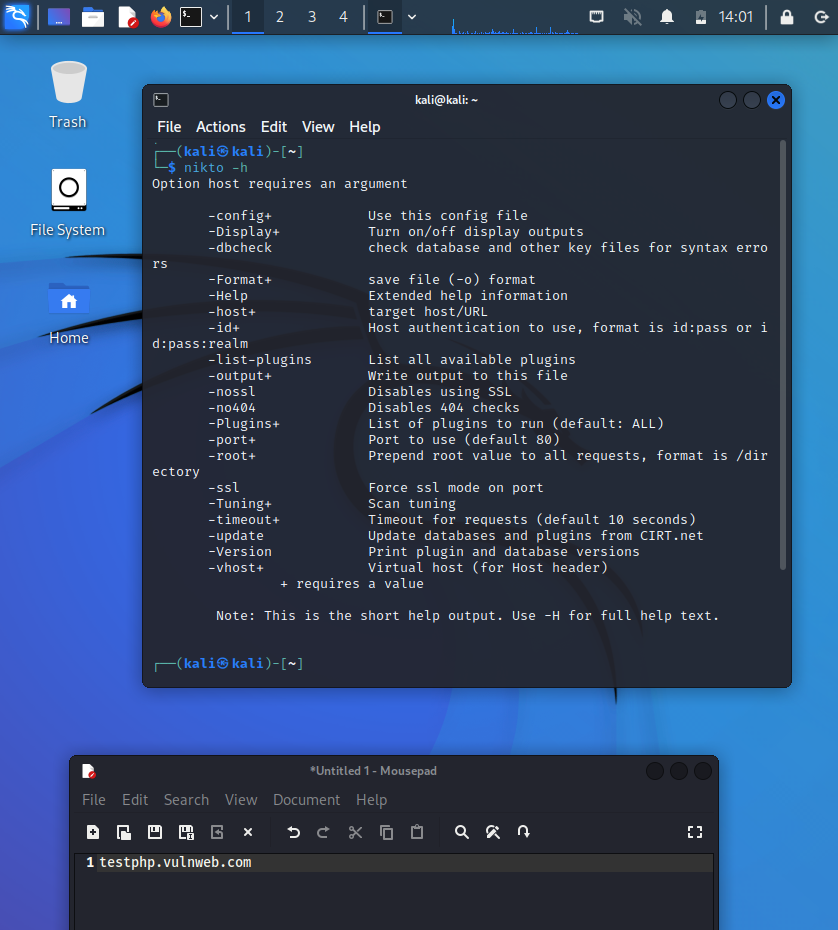 1 2 3 4 14:01
Trash
File System
Home
kali@kali: ~
File Actions Edit View Help
┌──(kali㉿kali)-[~]
└─$ nikto -h
Option host requires an argument
-config+ Use this config file
-Display+ Turn on/off display outputs
-dbcheck check database and other key files for syntax erro
rs
-Format+ save file (-o) format
-Help Extended help information
-host+ target host/URL
-id+ Host authentication to use, format is id:pass or i
d:pass:realm
-list-plugins List all available plugins
-output+ Write output to this file
-nossl Disables using SSL
-no404 Disables 404 checks
-Plugins+ List of plugins to run (default: ALL)
-port+ Port to use (default 80)
-root+ Prepend root value to all requests, format is /dir
ectory
-ssl Force ssl mode on port
-Tuning+ Scan tuning
-timeout+ Timeout for requests (default 10 seconds)
-update Update databases and plugins from CIRT.net
-Version Print plugin and database versions
-vhost+ Virtual host (for Host header)
+ requires a value
Note: This is the short help output. Use -H for full help text.
┌──(kali㉿kali)-[~]
*Untitled 1 - Mousepad
File Edit Search View Document Help
1 testphp.vulnweb.com